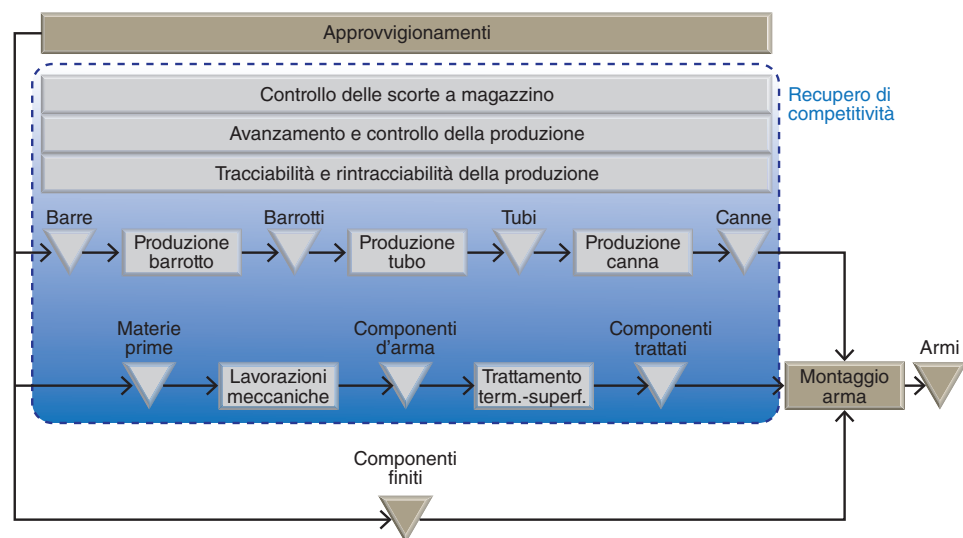 Approvvigionamenti
Controllo delle scorte a magazzino
Recupero di
competitività
Avanzamento e controllo della produzione
Tracciabilità e rintracciabilità della produzione
Barre
Barrotti
Tubi
Canne
Produzione
barrotto
Produzione
tubo
Produzione
canna
Materie
prime
Componenti
d'arma
Componenti
trattati
Armi
Lavorazioni
meccaniche
Trattamento
term.-superf.
Montaggio
arma
Componenti
finiti